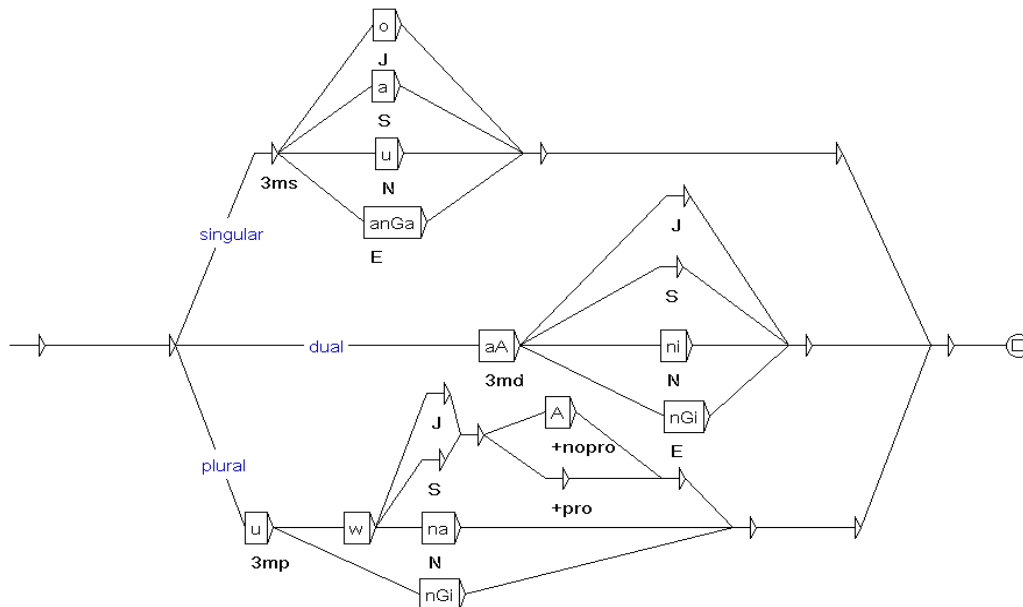 o
J
a
S
u
3ms
N
anGa
singular
E
J
S
dual
aA
ni
3md
N
nGi
J
A
+nopro
E
plural
S
+pro
u
w
na
3mp
N
nGi